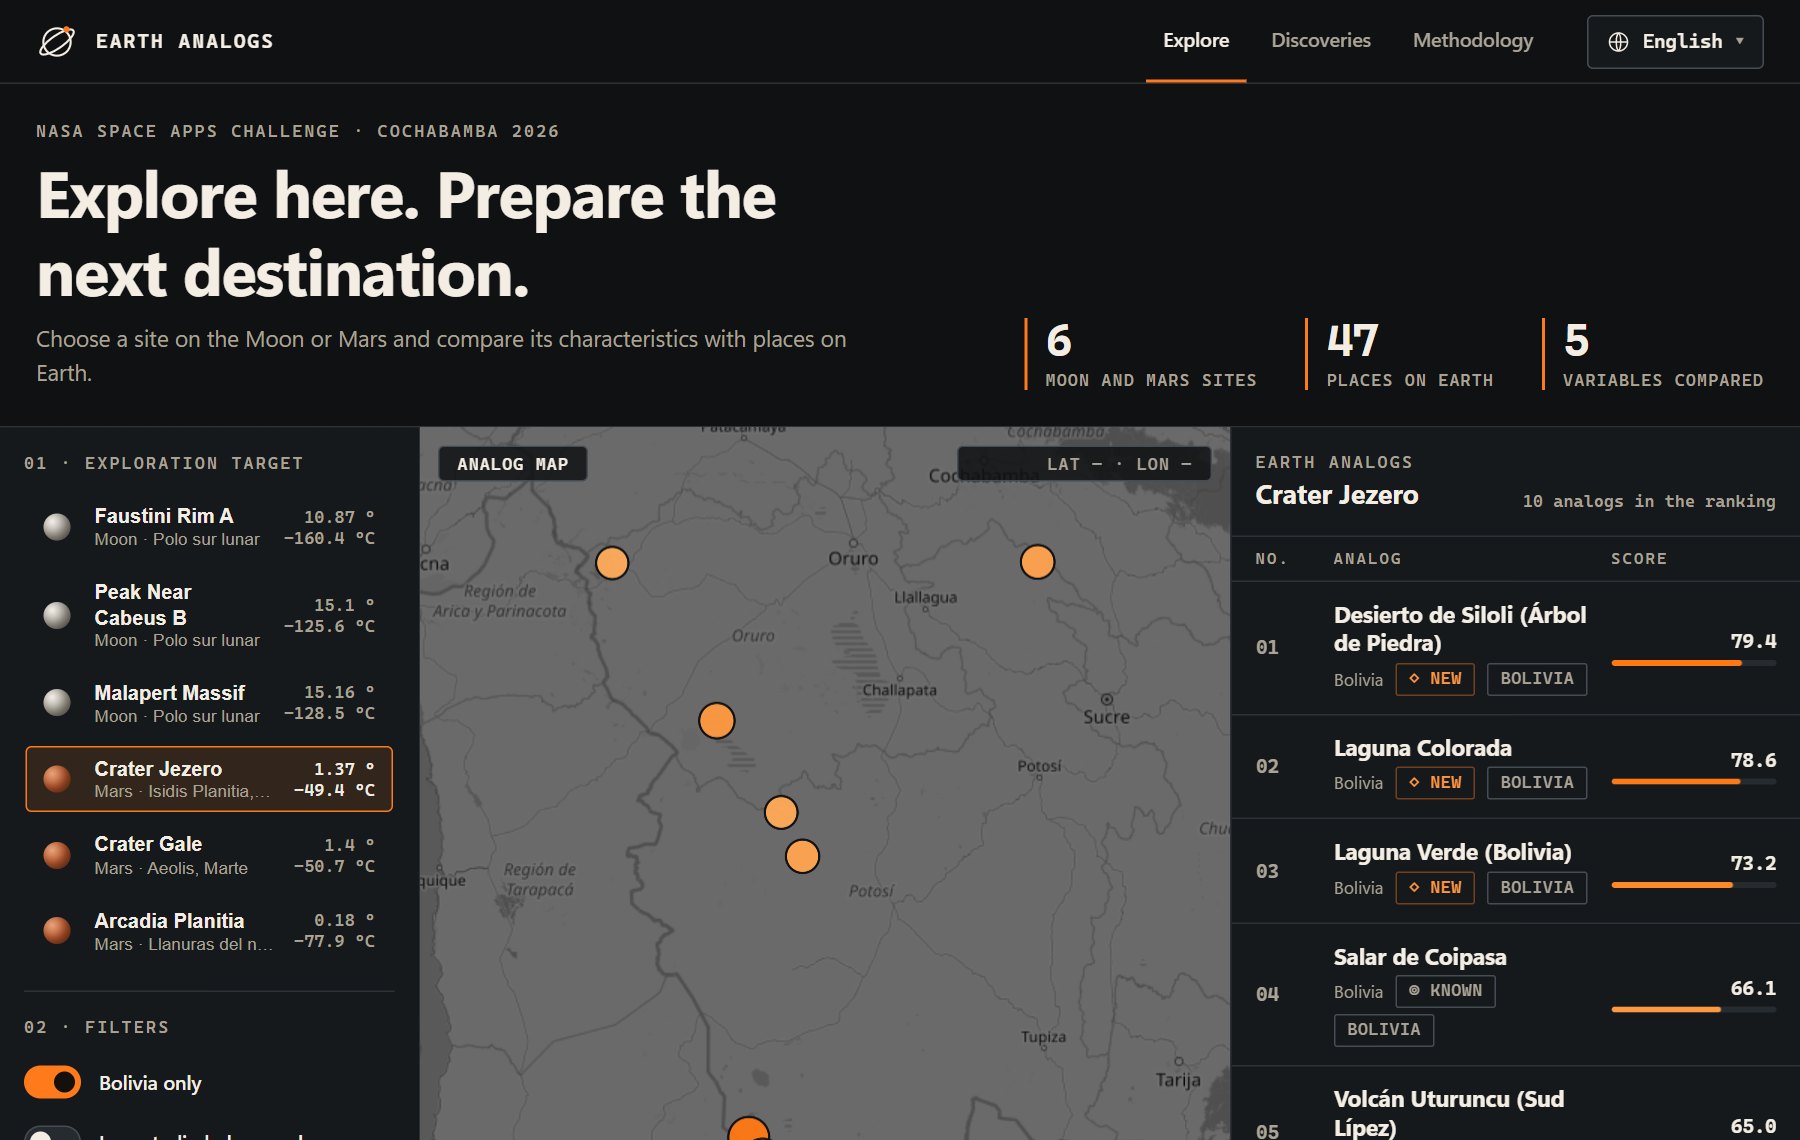 EARTH ANALOGS
Explore
Discoveries
Methodology
English
NASA SPACE APPS CHALLENGE · COCHABAMBA 2026
Explore here. Prepare the
next destination.
Choose a site on the Moon or Mars and compare its characteristics with places on
Earth.
6
MOON AND MARS SITES
47
PLACES ON EARTH
5
VARIABLES COMPARED
01 · EXPLORATION TARGET
Faustini Rim A
10.87 °
Moon · Polo sur lunar
−160.4 °C
Peak Near
Cabeus B
15.1 °
−125.6 °C
Moon · Polo sur lunar
Malapert Massif
15.16 °
Moon · Polo sur lunar
−128.5 °C
Crater Jezero
1.37 °
Mars · Isidis Planitia,...
−49.4 °C
Crater Gale
1.4 °
Mars · Aeolis, Marte
−50.7 °C
Arcadia Planitia
0.18 °
Mars · Llanuras del n...
−77.9 °C
02 · FILTERS
Bolivia only
ANALOG MAP
LAT — · LON —
Patacamaya
Cochabamba
Cochabamba
Oruro
Llallagua
Región de
Arica y Parinacota
Oruro
Challapata
Sucre
Potosí
Región de
Tarapacá
Potosí
Tupiza
Tarija
EARTH ANALOGS
Crater Jezero
10 analogs in the ranking
NO.
ANALOG
SCORE
01
Desierto de Siloli (Árbol
de Piedra)
Bolivia
NEW
BOLIVIA
79.4
02
Laguna Colorada
Bolivia
NEW
BOLIVIA
78.6
03
Laguna Verde (Bolivia)
Bolivia
NEW
BOLIVIA
73.2
04
Salar de Coipasa
Bolivia
KNOWN
BOLIVIA
66.1
05
Volcán Uturuncu (Sud
Lípez)
65.0